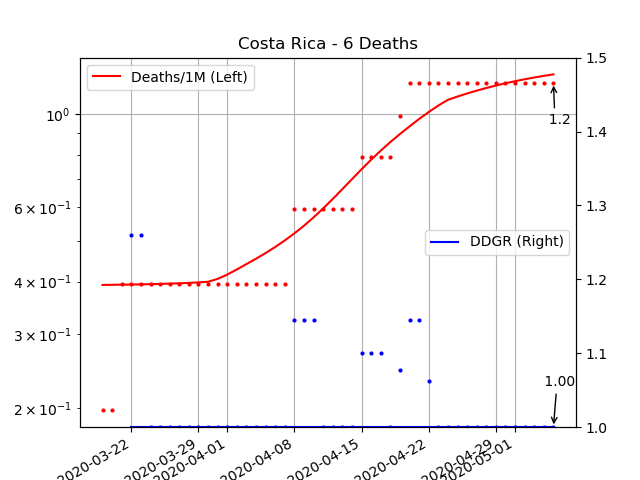 Costa Rica - 6 Deaths
Deaths/1M (Left)
DDGR (Right)
1.2
1.00
10⁰
6 × 10⁻¹
4 × 10⁻¹
3 × 10⁻¹
2 × 10⁻¹
1.5
1.4
1.3
1.2
1.1
1.0
2020-03-22
2020-03-29
2020-04-01
2020-04-08
2020-04-15
2020-04-22
2020-04-29
2020-05-01